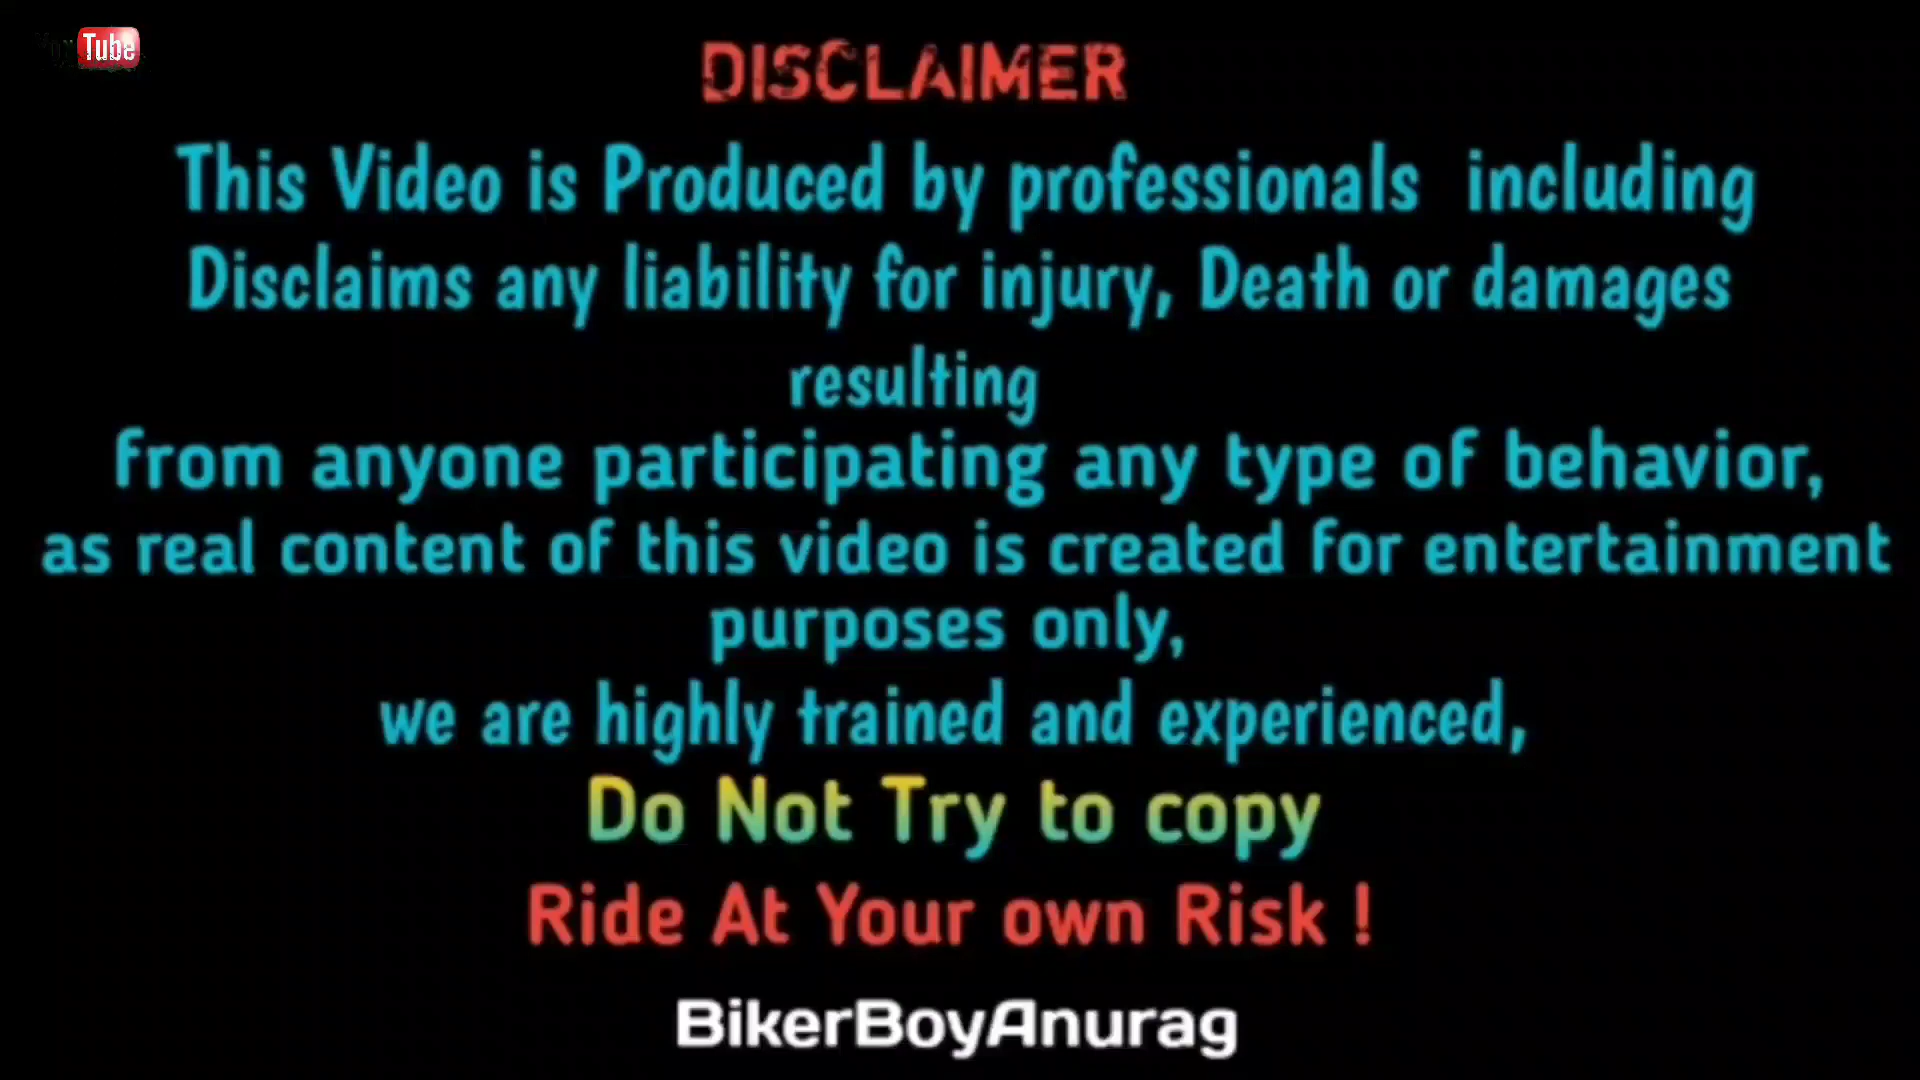 Tube
DISCLAIMER
This Video is Produced by professionals including
Disclaims any liability for injury, Death or damages
resulting
from anyone participating any type of behavior,
as real content of this video is created for entertainment
purposes only,
we are highly trained and experienced,
Do Not Try to copy
Ride At Your own Risk !
BikerBoyAnurag